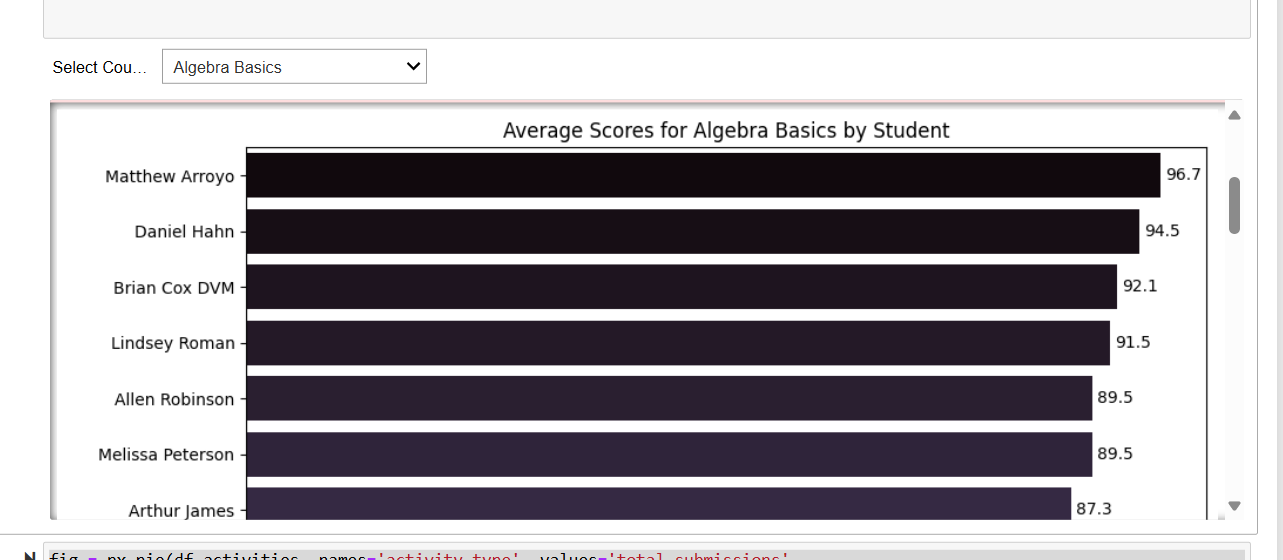 Select Cou... Algebra Basics
Average Scores for Algebra Basics by Student
Matthew Arroyo 96.7
Daniel Hahn 94.5
Brian Cox DVM 92.1
Lindsey Roman 91.5
Allen Robinson 89.5
Melissa Peterson 89.5
Arthur James 87.3
fig = px.pie(df_activities, names='activity_type', values='total_submissions'